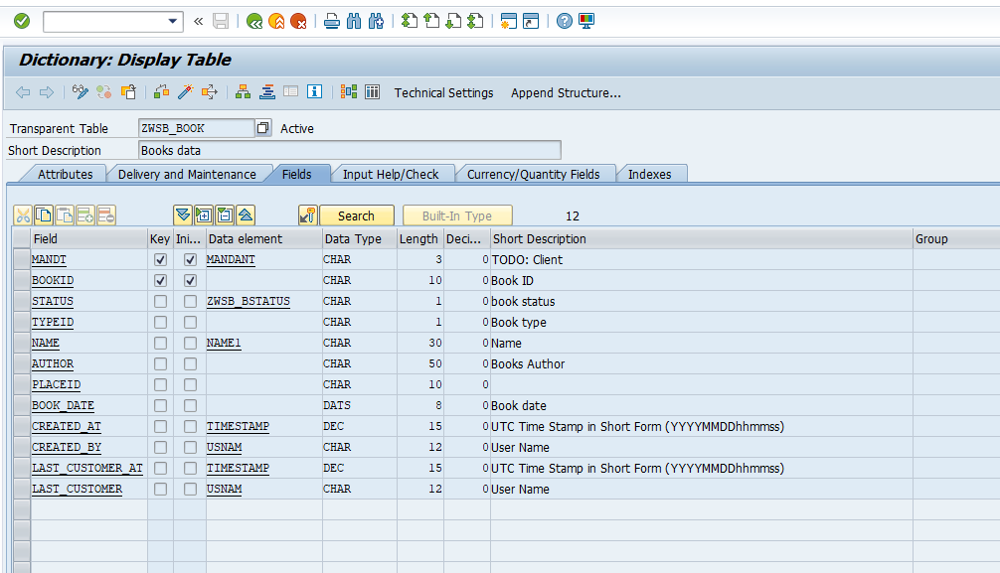 Dictionary: Display Table
Technical Settings Append Structure...
Transparent Table ZWSB_BOOK Active
Short Description Books data
Attributes Delivery and Maintenance Fields Input Help/Check Currency/Quantity Fields Indexes
Search Built-In Type 12
Field Key Ini... Data element Data Type Length Deci... Short Description Group
MANDT MANDANT CHAR 3 0 TODO: Client
BOOKID CHAR 10 0 Book ID
STATUS ZWSB_BSTATUS CHAR 1 0 book status
TYPEID CHAR 1 0 Book type
NAME NAME1 CHAR 30 0 Name
AUTHOR CHAR 50 0 Books Author
PLACEID CHAR 10 0
BOOK_DATE DATS 8 0 Book date
CREATED_AT TIMESTAMP DEC 15 0 UTC Time Stamp in Short Form (YYYYMMDDhhmmss)
CREATED_BY USNAM CHAR 12 0 User Name
LAST_CUSTOMER_AT TIMESTAMP DEC 15 0 UTC Time Stamp in Short Form (YYYYMMDDhhmmss)
LAST_CUSTOMER USNAM CHAR 12 0 User Name